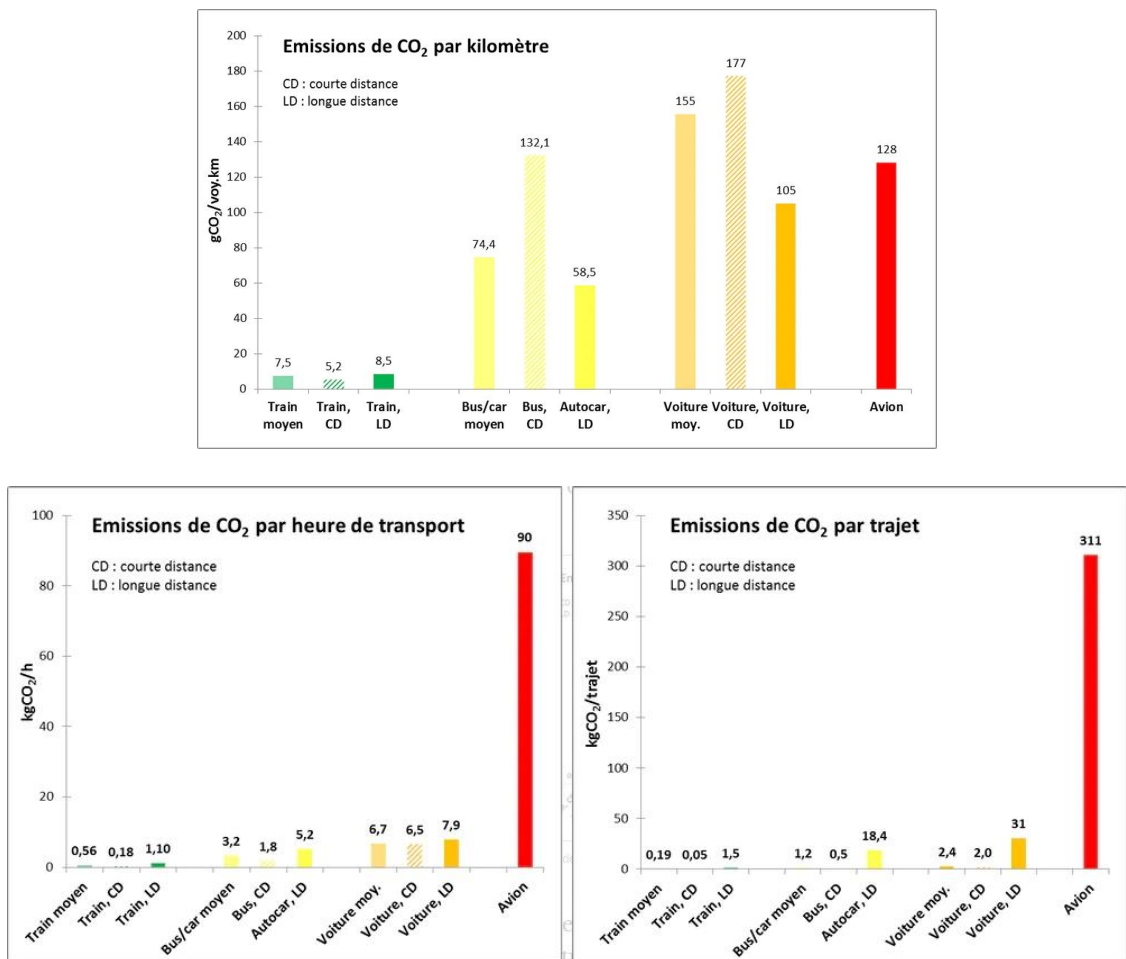 Emissions de CO₂ par kilomètre
CD : courte distance
LD : longue distance
gCO₂/voy.km
200
180
160
140
120
100
80
60
40
20
0
7,5
5,2
8,5
74,4
132,1
58,5
155
177
105
128
Train moyen
Train, CD
Train, LD
Bus/car moyen
Bus, CD
Autocar, LD
Voiture moy.
Voiture, CD
Voiture, LD
Avion
Emissions de CO₂ par heure de transport
CD : courte distance
LD : longue distance
kgCO₂/h
100
80
60
40
20
0
0,56
0,18
1,10
3,2
1,8
5,2
6,7
6,5
7,9
90
Train moyen
Train, CD
Train, LD
Bus/car moyen
Bus, CD
Autocar, LD
Voiture moy.
Voiture, CD
Voiture, LD
Avion
Emissions de CO₂ par trajet
CD : courte distance
LD : longue distance
kgCO₂/trajet
350
300
250
200
150
100
50
0
0,19
0,05
1,5
1,2
0,5
18,4
2,4
2,0
31
311
Train moyen
Train, CD
Train, LD
Bus/car moyen
Bus, CD
Autocar, LD
Voiture moy.
Voiture, CD
Voiture, LD
Avion